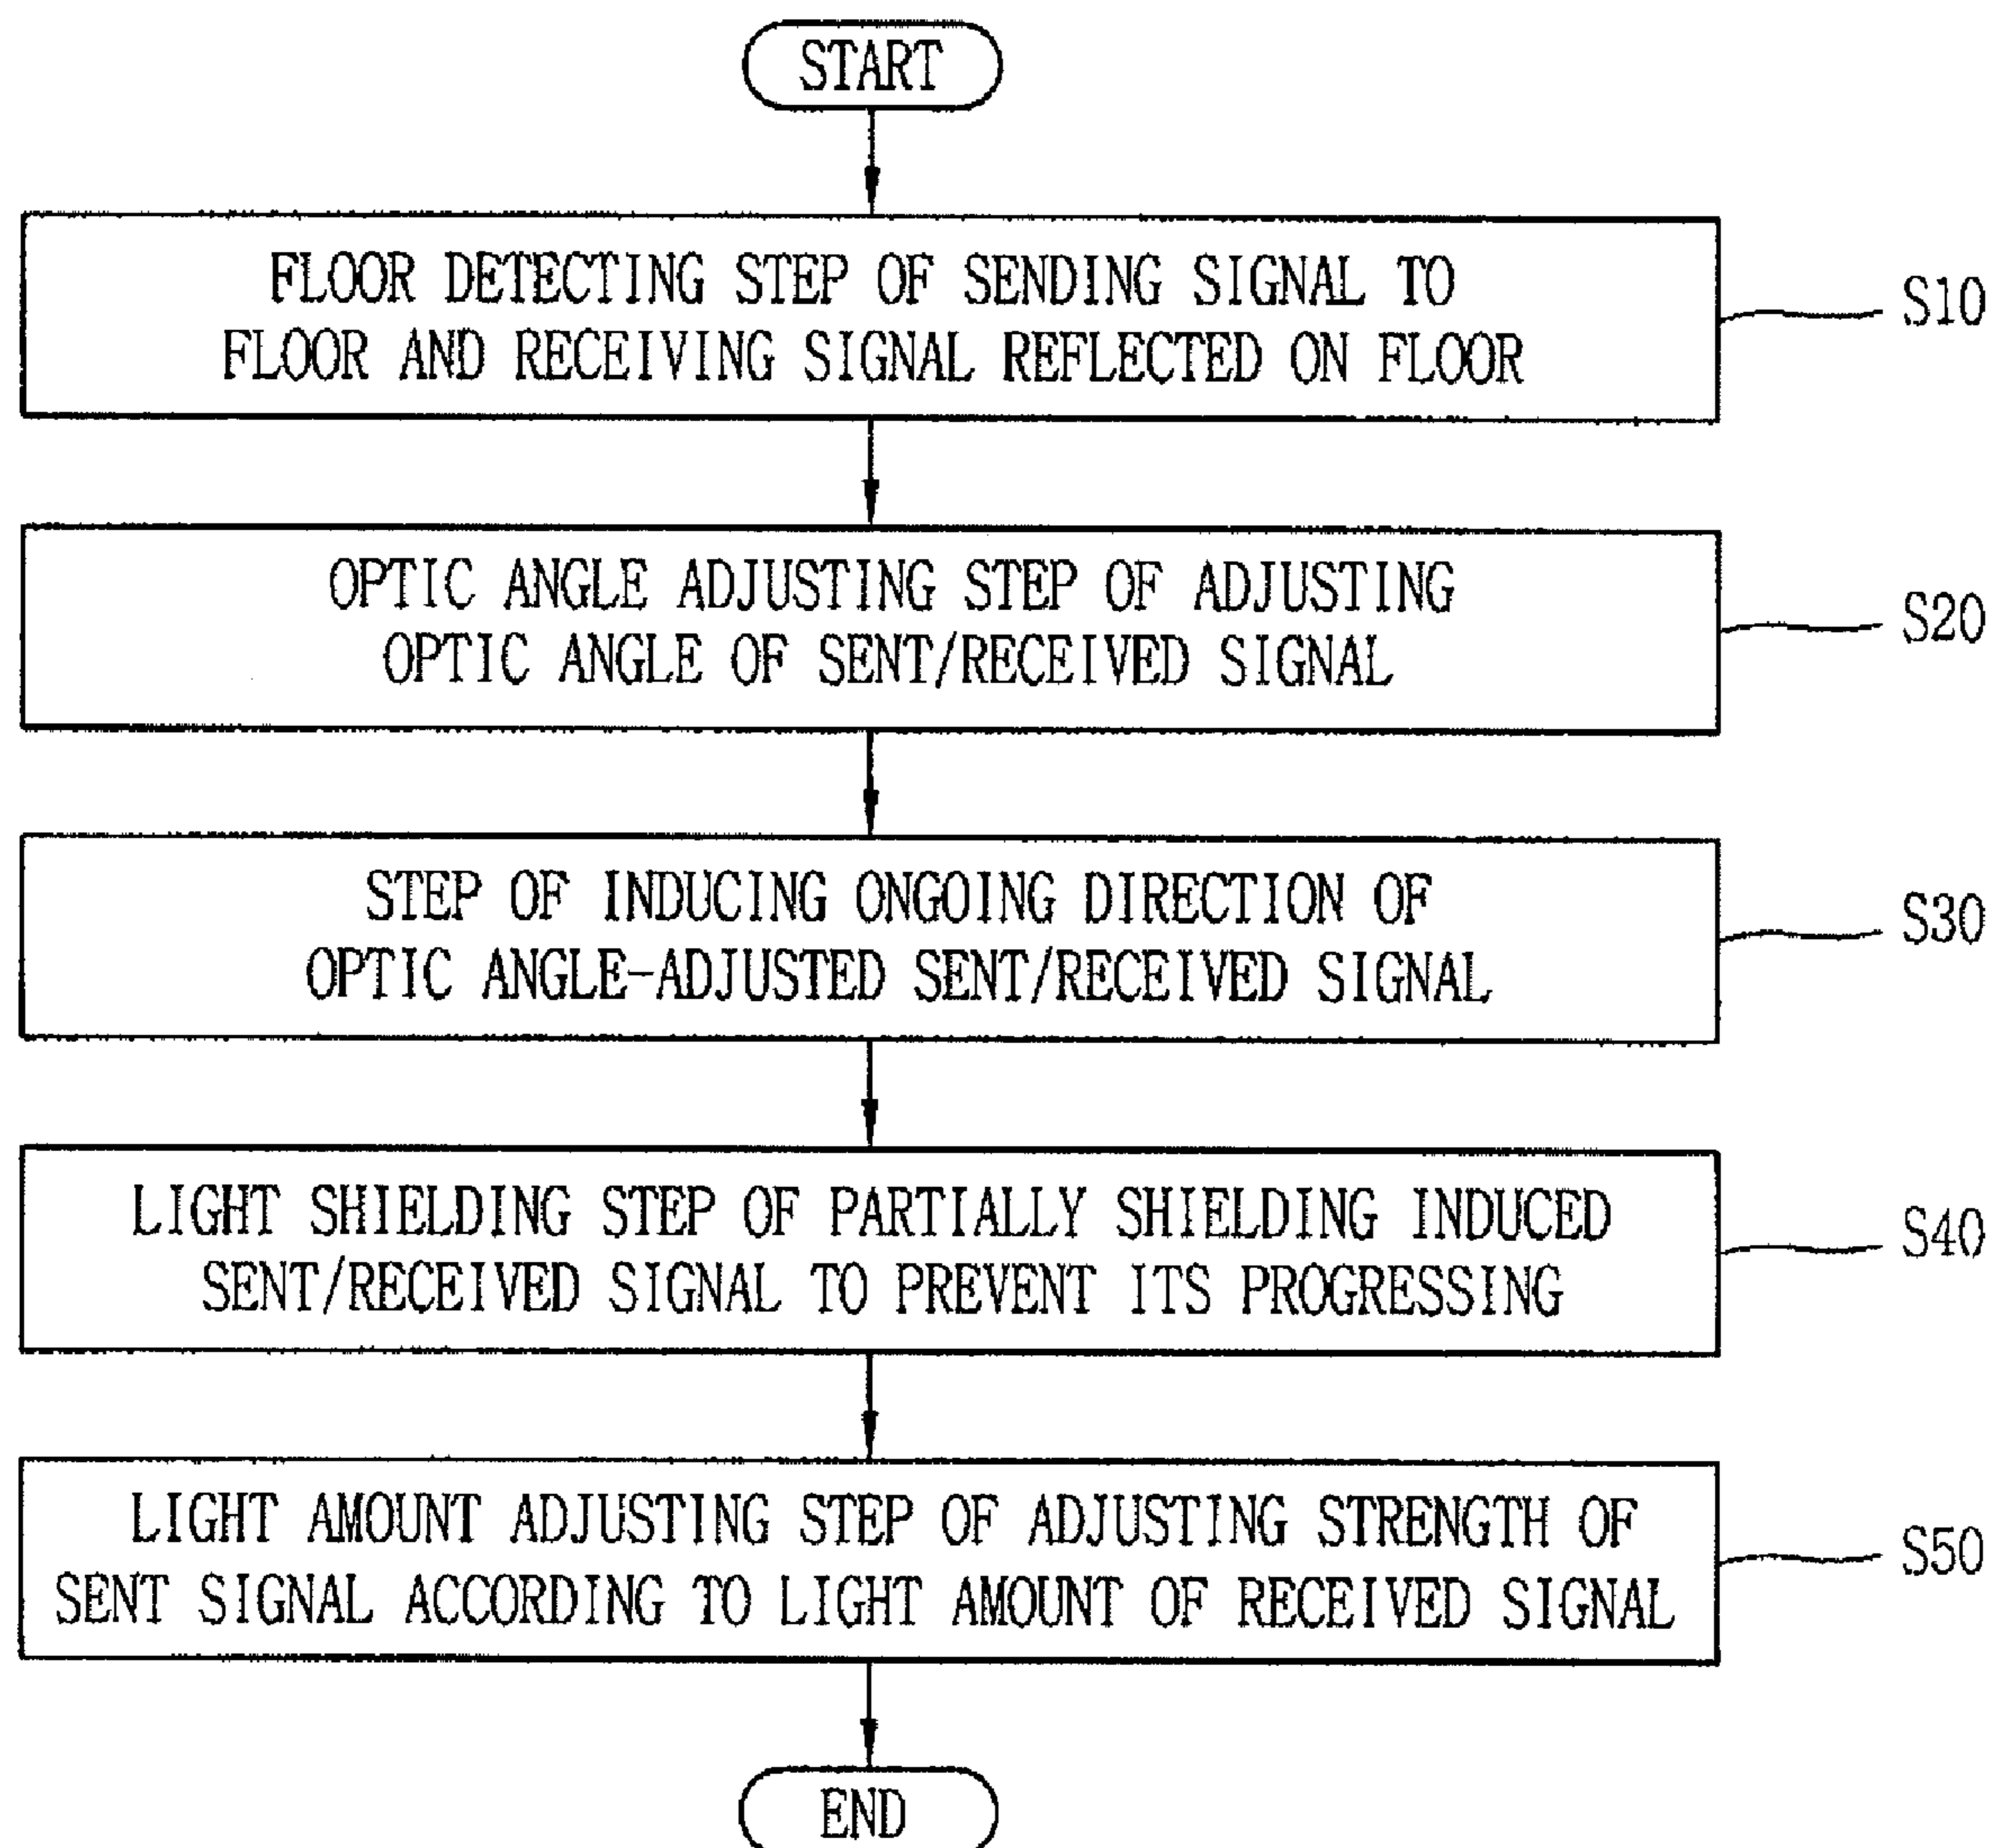 START
FLOOR DETECTING STEP OF SENDING SIGNAL TO
FLOOR AND RECEIVING SIGNAL REFLECTED ON FLOOR
S10
OPTIC ANGLE ADJUSTING STEP OF ADJUSTING
OPTIC ANGLE OF SENT/RECEIVED SIGNAL
S20
STEP OF INDUCING ONGOING DIRECTION OF
OPTIC ANGLE-ADJUSTED SENT/RECEIVED SIGNAL
S30
LIGHT SHIELDING STEP OF PARTIALLY SHIELDING INDUCED
SENT/RECEIVED SIGNAL TO PREVENT ITS PROGRESSING
S40
LIGHT AMOUNT ADJUSTING STEP OF ADJUSTING STRENGTH OF
SENT SIGNAL ACCORDING TO LIGHT AMOUNT OF RECEIVED SIGNAL
S50
END